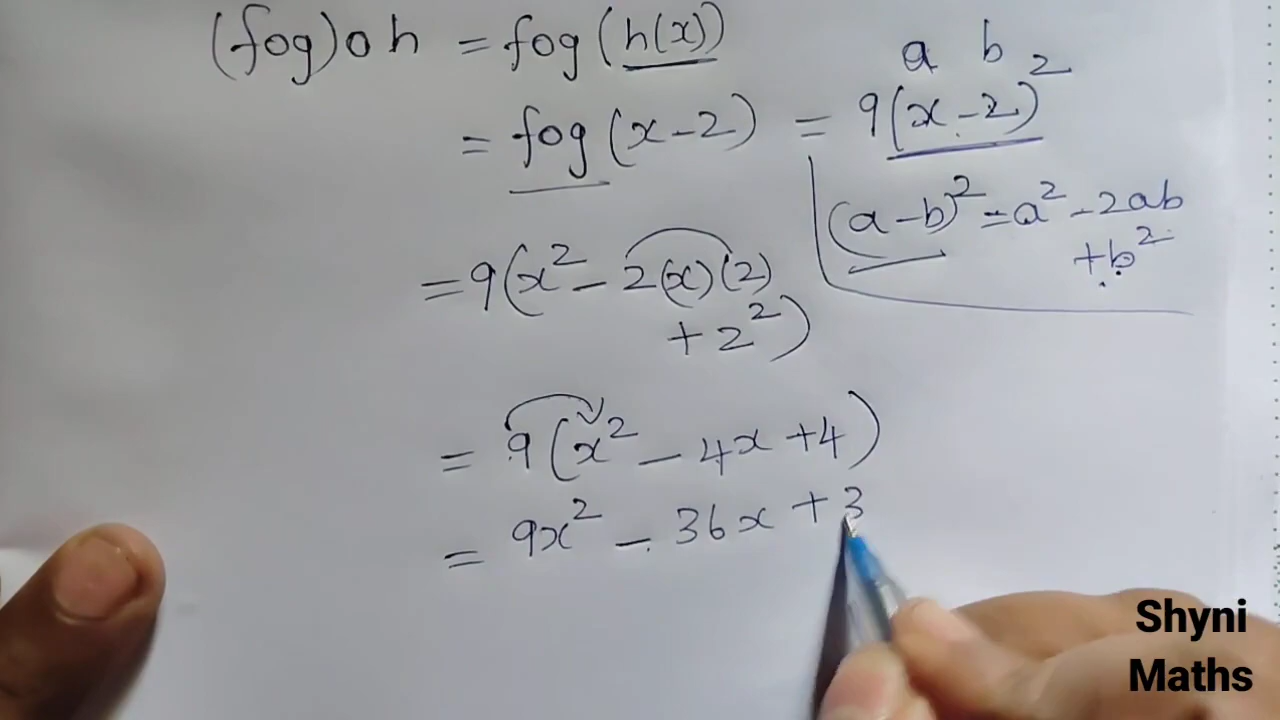 (fog)oh = fog(h(x))
= fog(x-2) = 9(x-2)²
a b
(a-b)² = a² - 2ab
+b²
= 9(x² - 2(x)(2)
+ 2²)
= 9(x² - 4x + 4)
= 9x² - 36x + 3
Shyni
Maths